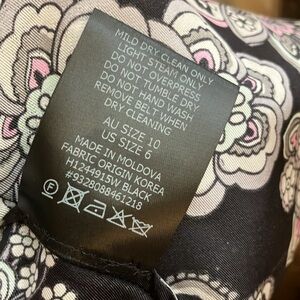 MILD DRY CLEAN ONLY
LIGHT STEAM ONLY
DO NOT OVERPRESS
DO NOT TUMBLE DRY
DO NOT HAND WASH
REMOVE BELT WHEN
DRY CLEANING
AU SIZE 10
US SIZE 6
MADE IN MOLDOVA
FABRIC ORIGIN KOREA
H1244915W BLACK
#9328088461218
F